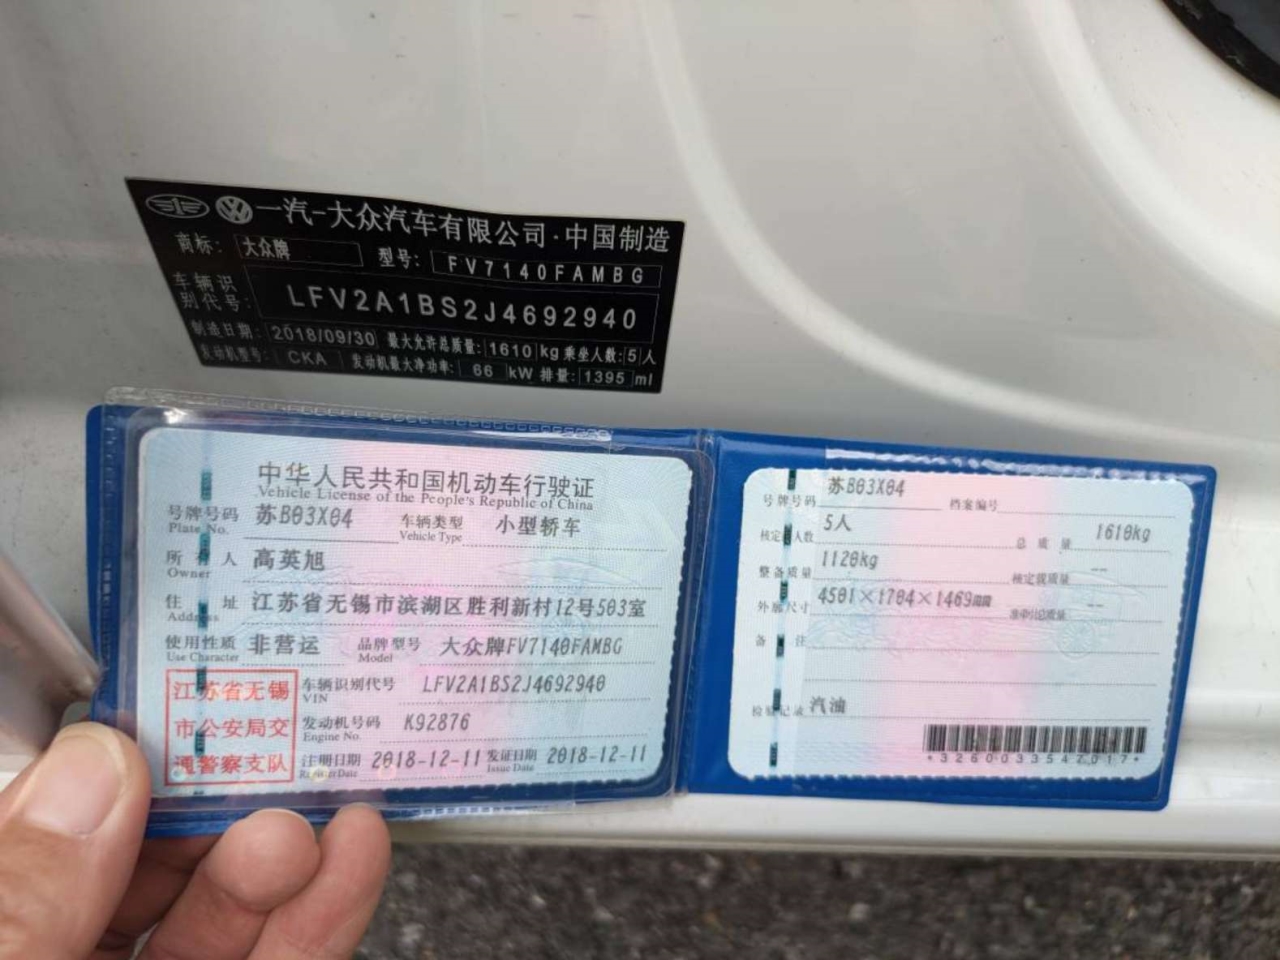 一汽-大众汽车有限公司·中国制造
商标: 大众牌 型号: FV7140FAMBG
车辆识别代号: LFV2A1BS2J4692940
制造日期: 2018/09/30 最大允许总质量: 1610 kg 乘坐人数: 5 人
发动机型号: CKA 发动机最大净功率: 66 kW 排量: 1395 ml
中华人民共和国机动车行驶证
Vehicle License of the People's Republic of China
号牌号码 苏B03X04 车辆类型 小型轿车
Plate No. Vehicle Type
所有人 高英旭
Owner
住址 江苏省无锡市滨湖区胜利新村12号503室
Address
使用性质 非营运 品牌型号 大众牌FV7140FAMBG
Use Character Model
江苏省无锡
市公安局交
通警察支队
车辆识别代号 LFV2A1BS2J4692940
VIN
发动机号码 K92876
Engine No.
注册日期 2018-12-11 发证日期 2018-12-11
Register Date Issue Date
号牌号码 苏B03X04 档案编号
核定人数 5人 总质量 1610kg
整备质量 1120kg 核定载质量 --
外廓尺寸 4501×1704×1469mm 准牵引总质量 --
备注
检验记录 汽油
*3260033547017*